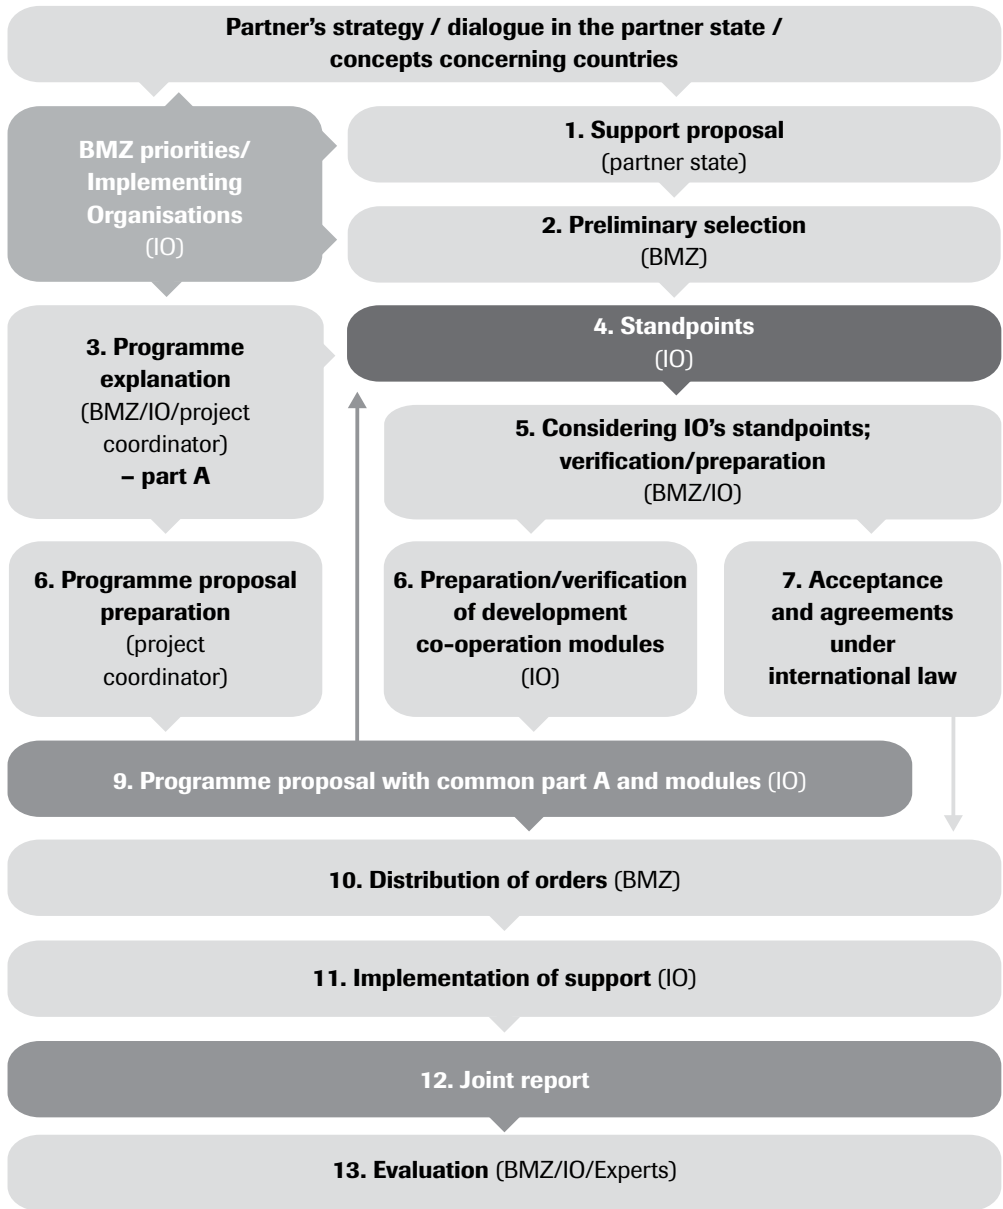 Partner's strategy / dialogue in the partner state /
concepts concerning countries
BMZ priorities/
Implementing
Organisations
(IO)
1. Support proposal
(partner state)
2. Preliminary selection
(BMZ)
3. Programme
explanation
(BMZ/IO/project
coordinator)
– part A
4. Standpoints
(IO)
5. Considering IO's standpoints;
verification/preparation
(BMZ/IO)
6. Programme proposal
preparation
(project
coordinator)
6. Preparation/verification
of development
co-operation modules
(IO)
7. Acceptance
and agreements
under
international law
9. Programme proposal with common part A and modules (IO)
10. Distribution of orders (BMZ)
11. Implementation of support (IO)
12. Joint report
13. Evaluation (BMZ/IO/Experts)